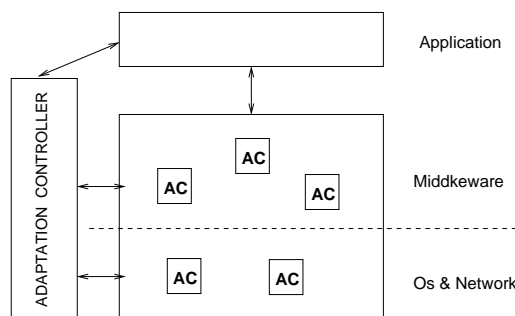 Application
ADAPTATION CONTROLLER
AC
AC
AC
Middkeware
AC
AC
Os & Network